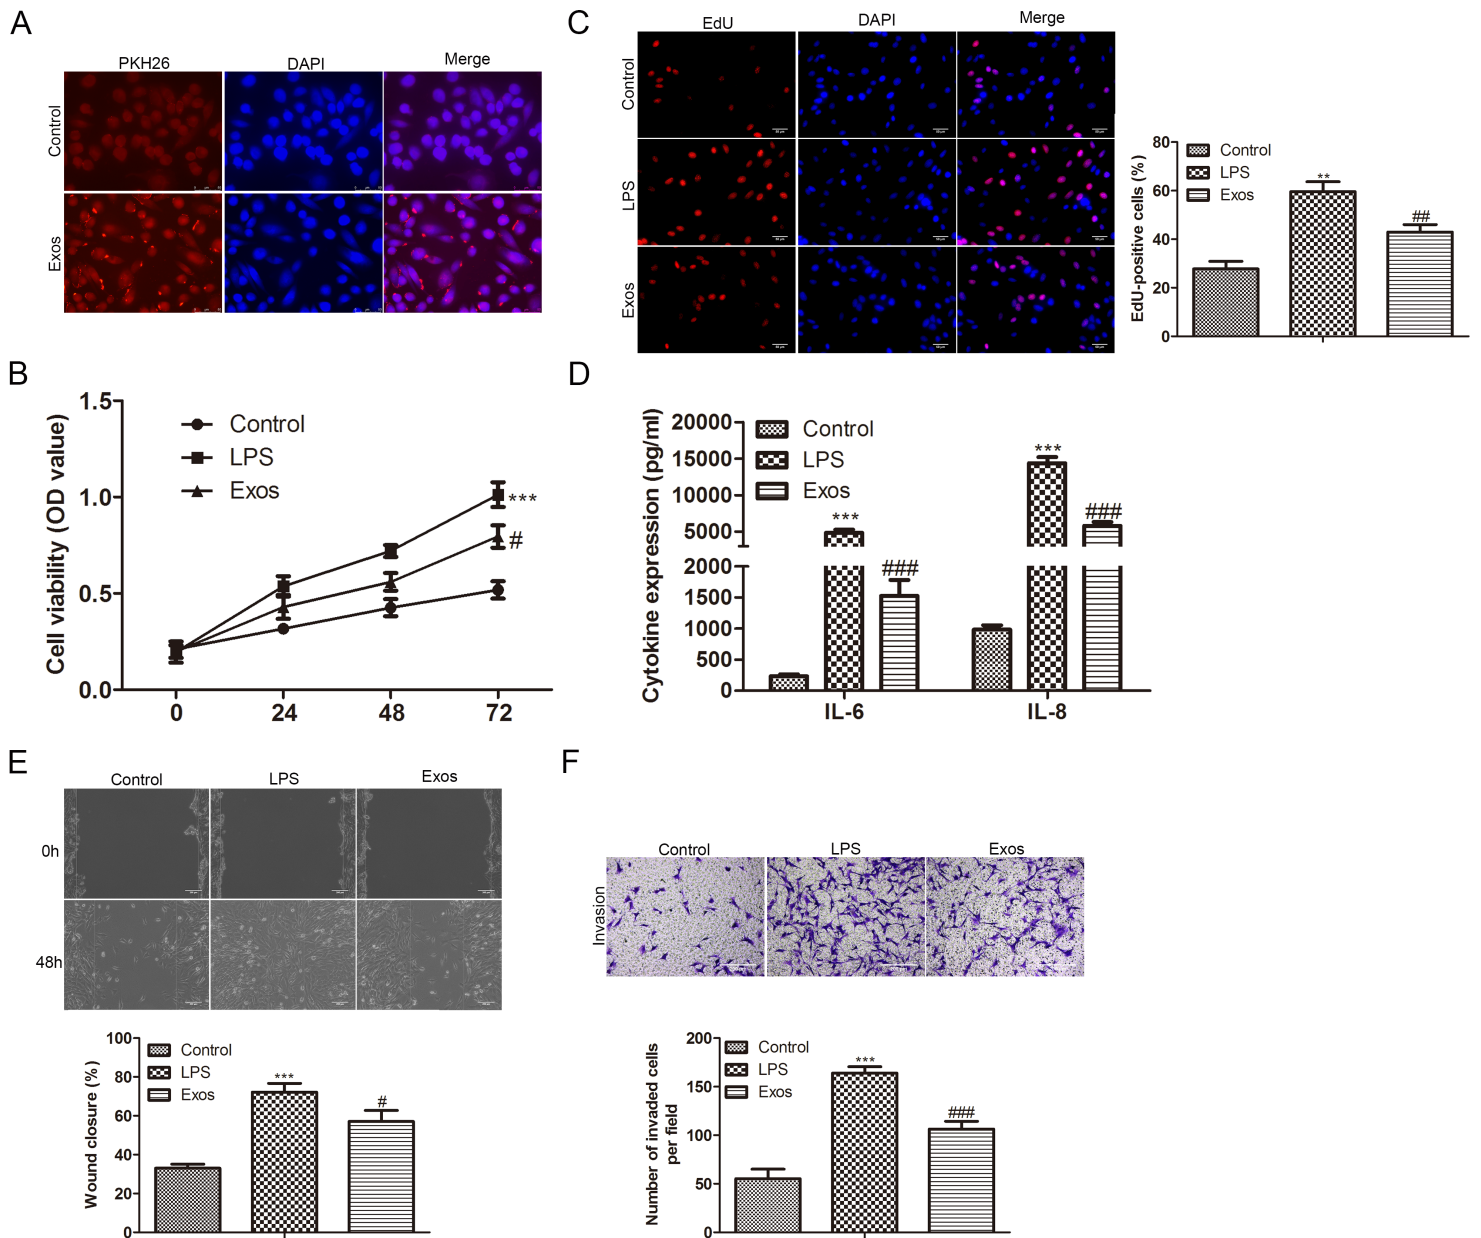 A
PKH26
DAPI
Merge
Control
Exos
B
Cell viability (OD value)
1.5
1.0
0.5
0.0
Control
LPS
Exos
***
#
0
24
48
72
C
EdU
DAPI
Merge
Control
LPS
Exos
EdU-positive cells (%)
80
60
40
20
0
Control
LPS
Exos
**
##
D
Cytokine expression (pg/ml)
20000
15000
10000
5000
2000
1500
1000
500
0
Control
LPS
Exos
***
###
***
###
IL-6
IL-8
E
Control
LPS
Exos
0h
48h
Wound closure (%)
100
80
60
40
20
0
Control
LPS
Exos
***
#
F
Control
LPS
Exos
Invasion
Number of invaded cells
per field
200
150
100
50
0
Control
LPS
Exos
***
###